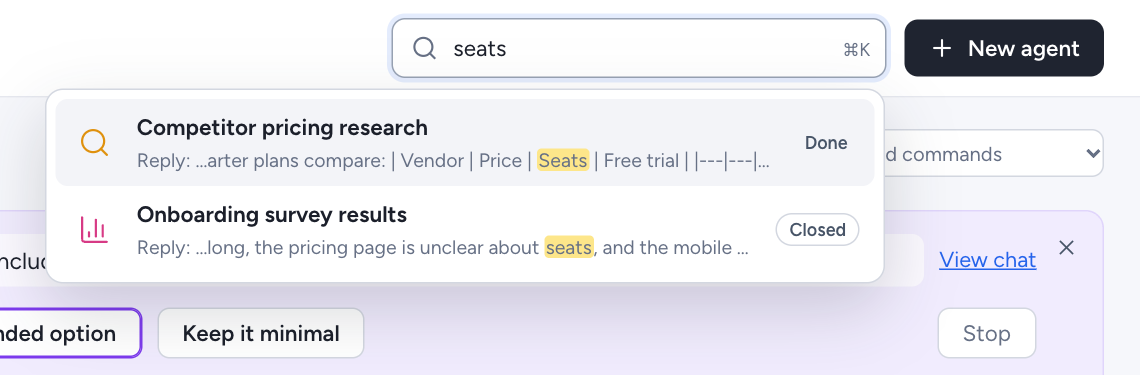 seats
⌘K
New agent
Competitor pricing research
Reply: ...arter plans compare: | Vendor | Price | Seats | Free trial | |---|---|...
Done
d commands
Onboarding survey results
Reply: ...long, the pricing page is unclear about seats, and the mobile ...
Closed
View chat
nded option
Keep it minimal
Stop